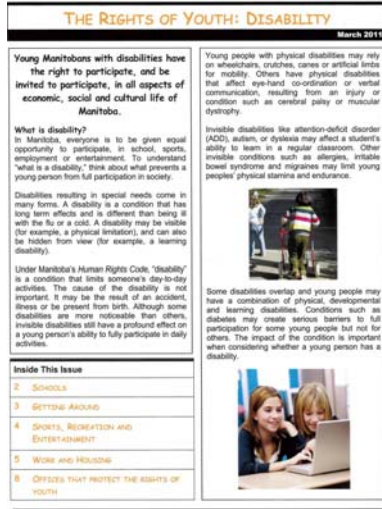 THE RIGHTS OF YOUTH: DISABILITY
March 2011
Young Manitobans with disabilities have
the right to participate, and be
invited to participate, in all aspects of
economic, social and cultural life of
Manitoba.
What is disability?
In Manitoba, everyone is to be given equal
opportunity to participate, in school, sports,
employment or entertainment. To understand
"what is a disability," think about what prevents a
young person from full participation in society.
Disabilities resulting in special needs come in
many forms. A disability is a condition that has
long term effects and is different than being ill
with the flu or a cold. A disability may be visible
(for example, a physical limitation), and can also
be hidden from view (for example, a learning
disability).
Under Manitoba's Human Rights Code, "disability"
is a condition that limits someone's day-to-day
activities. The cause of the disability is not
important. It may be the result of an accident,
illness or be present from birth. Although some
disabilities are more noticeable than others,
invisible disabilities still have a profound effect on
a young person's ability to fully participate in daily
activities.
Inside This Issue
2 SCHOOLS
3 GETTING AROUND
4 SPORTS, RECREATION AND
ENTERTAINMENT
5 WORK AND HOUSING
8 OFFICES THAT PROTECT THE RIGHTS OF
YOUTH
Young people with physical disabilities may rely
on wheelchairs, crutches, canes or artificial limbs
for mobility. Others have physical disabilities
that affect eye-hand co-ordination or verbal
communication, resulting from an injury or
condition such as cerebral palsy or muscular
dystrophy.
Invisible disabilities like attention-deficit disorder
(ADD), autism, or dyslexia may affect a student's
ability to learn in a regular classroom. Other
invisible conditions such as allergies, irritable
bowel syndrome and migraines may limit young
peoples' physical stamina and endurance.
Some disabilities overlap and young people may
have a combination of physical, developmental
and learning disabilities. Conditions such as
diabetes may create serious barriers to full
participation for some young people but not for
others. The impact of the condition is important
when considering whether a young person has a
disability.